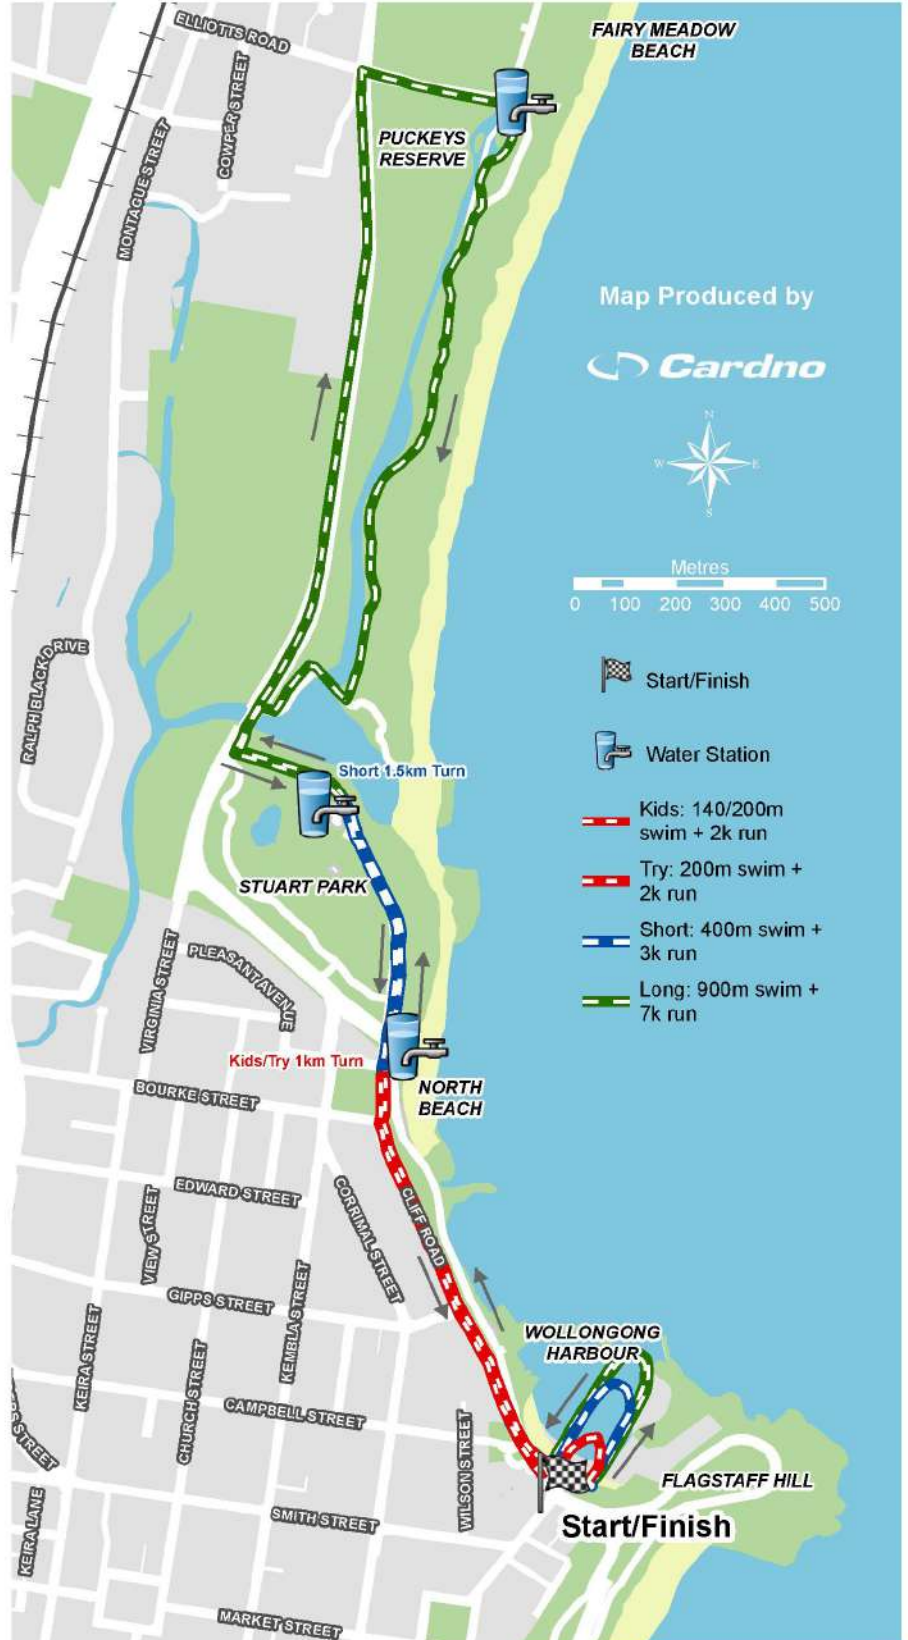 ELLIOTTS ROAD
COWPER STREET
MONTAGUE STREET
FAIRY MEADOW
BEACH
PUCKEYS
RESERVE
Map Produced by
Cardno
N
W
E
S
Metres
0 100 200 300 400 500
Start/Finish
Water Station
Kids: 140/200m
swim + 2k run
Try: 200m swim +
2k run
Short: 400m swim +
3k run
Long: 900m swim +
7k run
RALPH BLACK DRIVE
Short 1.5km Turn
STUART PARK
PLEASANT AVENUE
VIRGINIA STREET
Kids/Try 1km Turn
NORTH
BEACH
BOURKE STREET
EDWARD STREET
CORRIMAL STREET
CLIFF ROAD
VIEW STREET
GIPPS STREET
KEMBLA STREET
KEIRA STREET
CHURCH STREET
WOLLONGONG
HARBOUR
CAMPBELL STREET
WILSON STREET
S STREET
KEIRA LANE
SMITH STREET
FLAGSTAFF HILL
Start/Finish
MARKET STREET